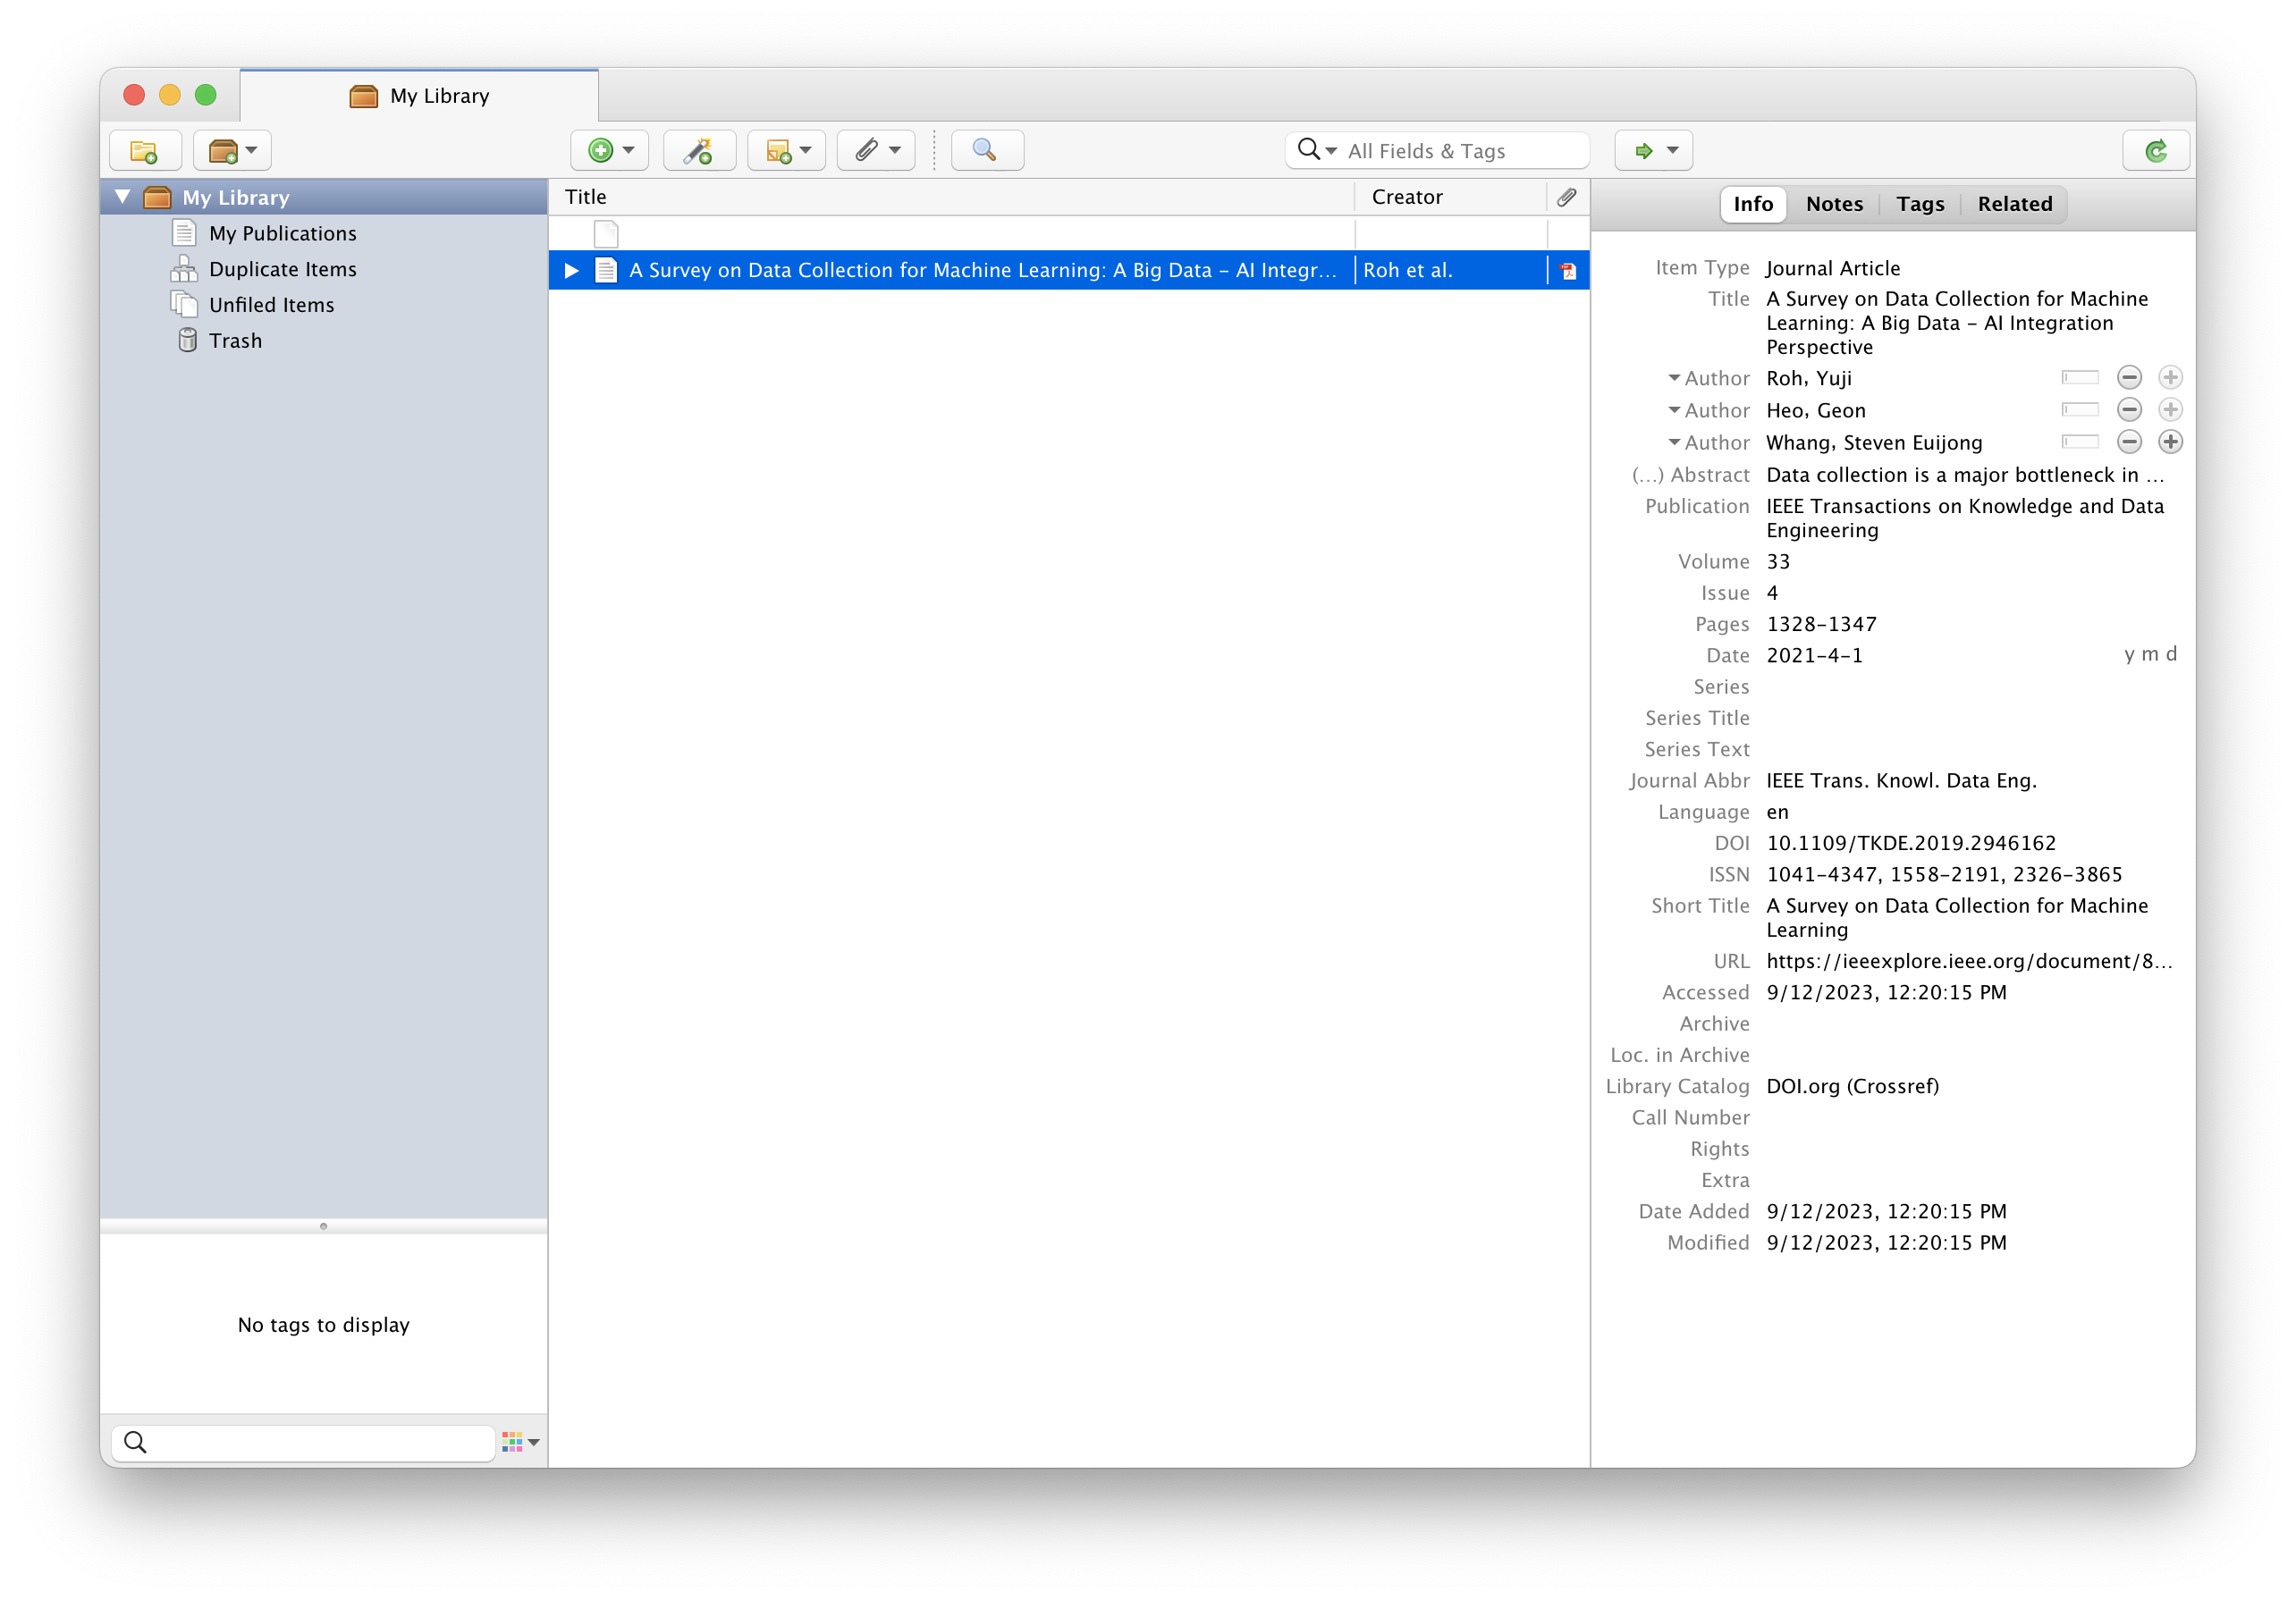 My Library
All Fields & Tags
My Library
My Publications
Duplicate Items
Unfiled Items
Trash
No tags to display
Title Creator
A Survey on Data Collection for Machine Learning: A Big Data – AI Integr... Roh et al.
Info Notes Tags Related
Item Type Journal Article
Title A Survey on Data Collection for Machine
Learning: A Big Data – AI Integration
Perspective
Author Roh, Yuji
Author Heo, Geon
Author Whang, Steven Euijong
(...) Abstract Data collection is a major bottleneck in ...
Publication IEEE Transactions on Knowledge and Data
Engineering
Volume 33
Issue 4
Pages 1328-1347
Date 2021-4-1 y m d
Series
Series Title
Series Text
Journal Abbr IEEE Trans. Knowl. Data Eng.
Language en
DOI 10.1109/TKDE.2019.2946162
ISSN 1041-4347, 1558-2191, 2326-3865
Short Title A Survey on Data Collection for Machine
Learning
URL https://ieeexplore.ieee.org/document/8...
Accessed 9/12/2023, 12:20:15 PM
Archive
Loc. in Archive
Library Catalog DOI.org (Crossref)
Call Number
Rights
Extra
Date Added 9/12/2023, 12:20:15 PM
Modified 9/12/2023, 12:20:15 PM